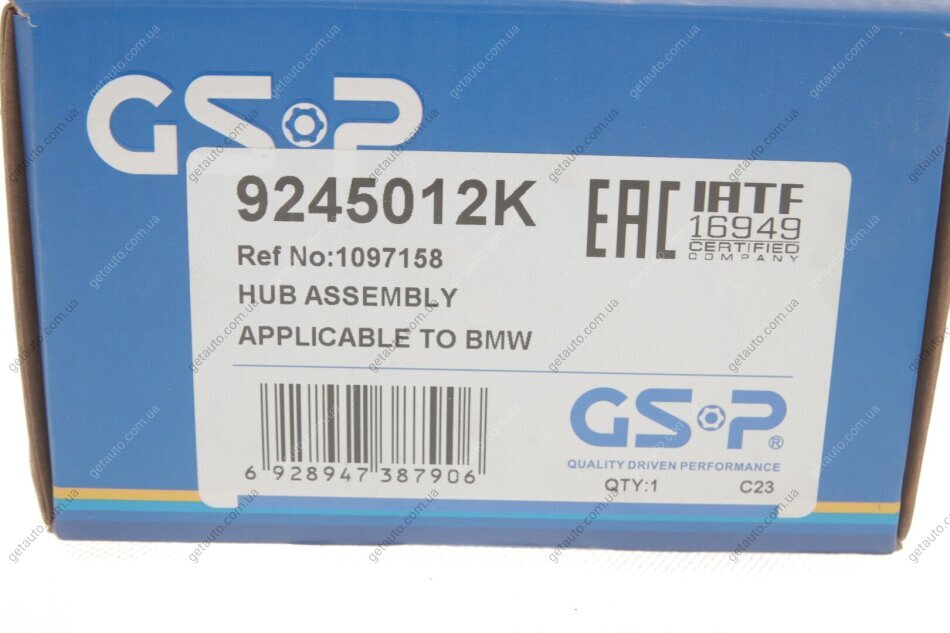 GSP
9245012K
Ref No:1097158
HUB ASSEMBLY
APPLICABLE TO BMW
EAC
IATF
16949
CERTIFIED
COMPANY
6 928947 387906
GSP®
QUALITY DRIVEN PERFORMANCE
QTY:1 C23
getauto.com.ua